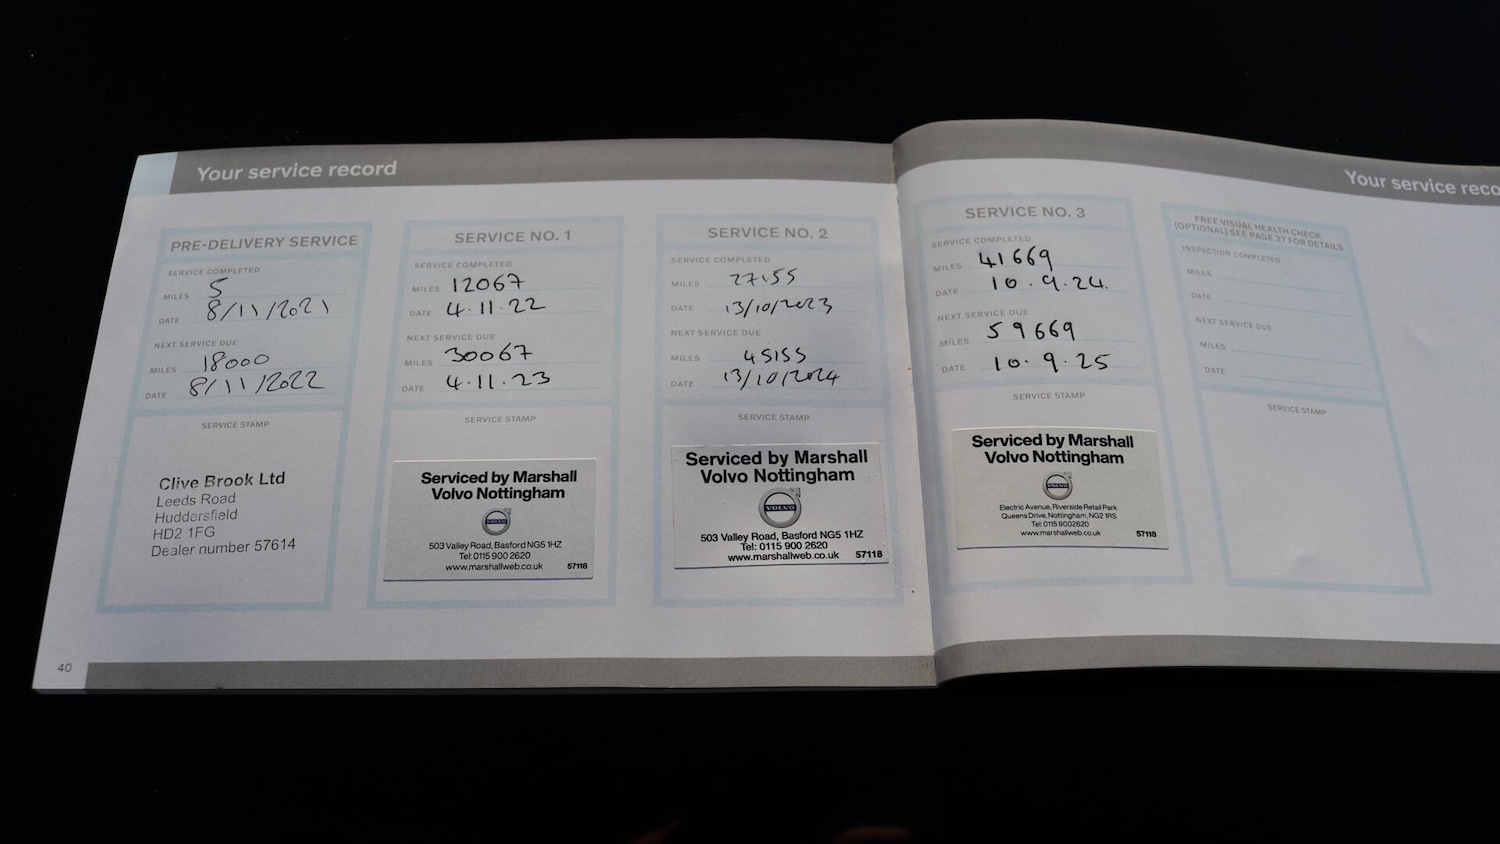 Your service record
PRE-DELIVERY SERVICE
SERVICE COMPLETED
MILES 5
DATE 8/11/2021
NEXT SERVICE DUE
MILES 18000
DATE 8/11/2022
SERVICE STAMP
Clive Brook Ltd
Leeds Road
Huddersfield
HD2 1FG
Dealer number 57614
40
SERVICE NO. 1
SERVICE COMPLETED
MILES 12067
DATE 4.11.22
NEXT SERVICE DUE
MILES 30067
DATE 4.11.23
SERVICE STAMP
Serviced by Marshall
Volvo Nottingham
VOLVO
503 Valley Road, Basford NG5 1HZ
Tel: 0115 900 2620
www.marshallweb.co.uk 57118
SERVICE NO. 2
SERVICE COMPLETED
MILES 27155
DATE 13/10/2023
NEXT SERVICE DUE
MILES 45155
DATE 13/10/2024
SERVICE STAMP
Serviced by Marshall
Volvo Nottingham
VOLVO
503 Valley Road, Basford NG5 1HZ
Tel: 0115 900 2620
www.marshallweb.co.uk 57118
Your service reco
SERVICE NO. 3
SERVICE COMPLETED
MILES 41669
DATE 10.9.24.
NEXT SERVICE DUE
MILES 59669
DATE 10.9.25
SERVICE STAMP
Serviced by Marshall
Volvo Nottingham
VOLVO
Electric Avenue, Riverside Retail Park
Queens Drive, Nottingham, NG2 1RS
Tel: 0115 9002620
www.marshallweb.co.uk 57118
FREE VISUAL HEALTH CHECK
(OPTIONAL) SEE PAGE 37 FOR DETAILS
INSPECTION COMPLETED
MILES
DATE
NEXT SERVICE DUE
MILES
DATE
SERVICE STAMP